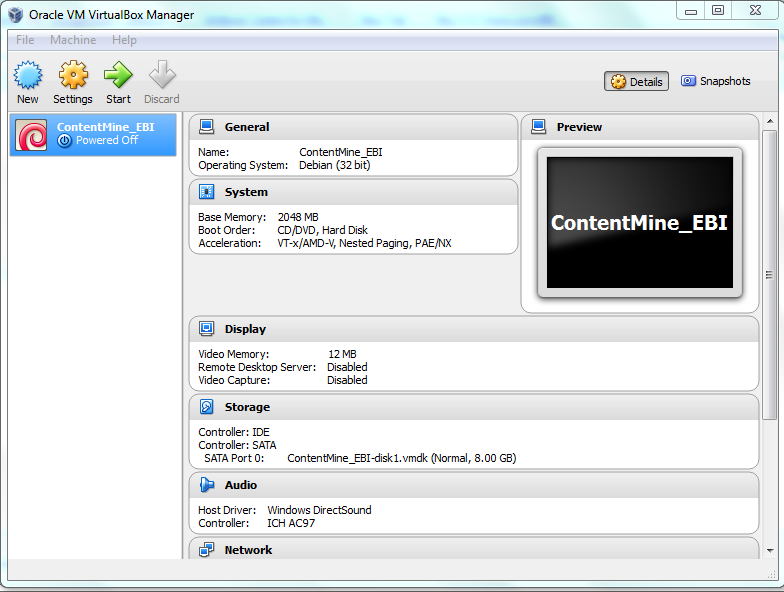 Oracle VM VirtualBox Manager
File Machine Help
New Settings Start Discard
Details Snapshots
ContentMine_EBI
Powered Off
General
Name: ContentMine_EBI
Operating System: Debian (32 bit)
System
Base Memory: 2048 MB
Boot Order: CD/DVD, Hard Disk
Acceleration: VT-x/AMD-V, Nested Paging, PAE/NX
Preview
ContentMine_EBI
Display
Video Memory: 12 MB
Remote Desktop Server: Disabled
Video Capture: Disabled
Storage
Controller: IDE
Controller: SATA
SATA Port 0: ContentMine_EBI-disk1.vmdk (Normal, 8.00 GB)
Audio
Host Driver: Windows DirectSound
Controller: ICH AC97
Network